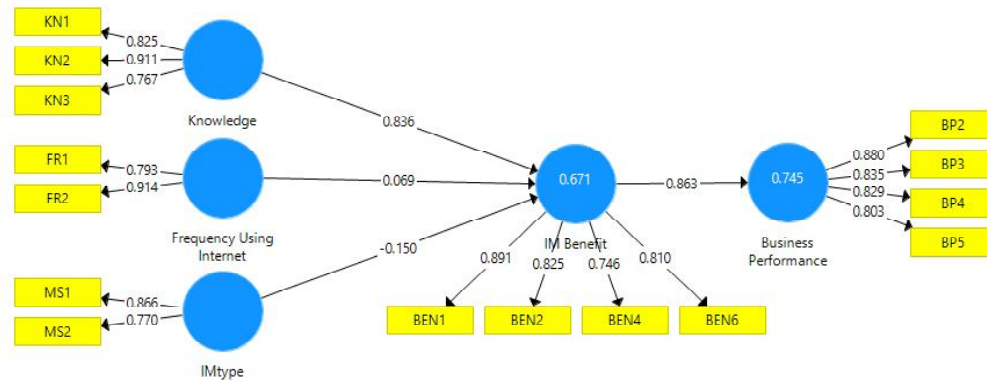 KN1
0.825
KN2
0.911
KN3
0.767
Knowledge
0.836
FR1
0.793
FR2
0.914
Frequency Using
Internet
0.069
MS1
0.866
MS2
0.770
IMtype
-0.150
0.671
IM Benefit
0.863
0.891
0.825
0.746
0.810
BEN1
BEN2
BEN4
BEN6
0.745
Business
Performance
0.880
BP2
0.835
BP3
0.829
BP4
0.803
BP5